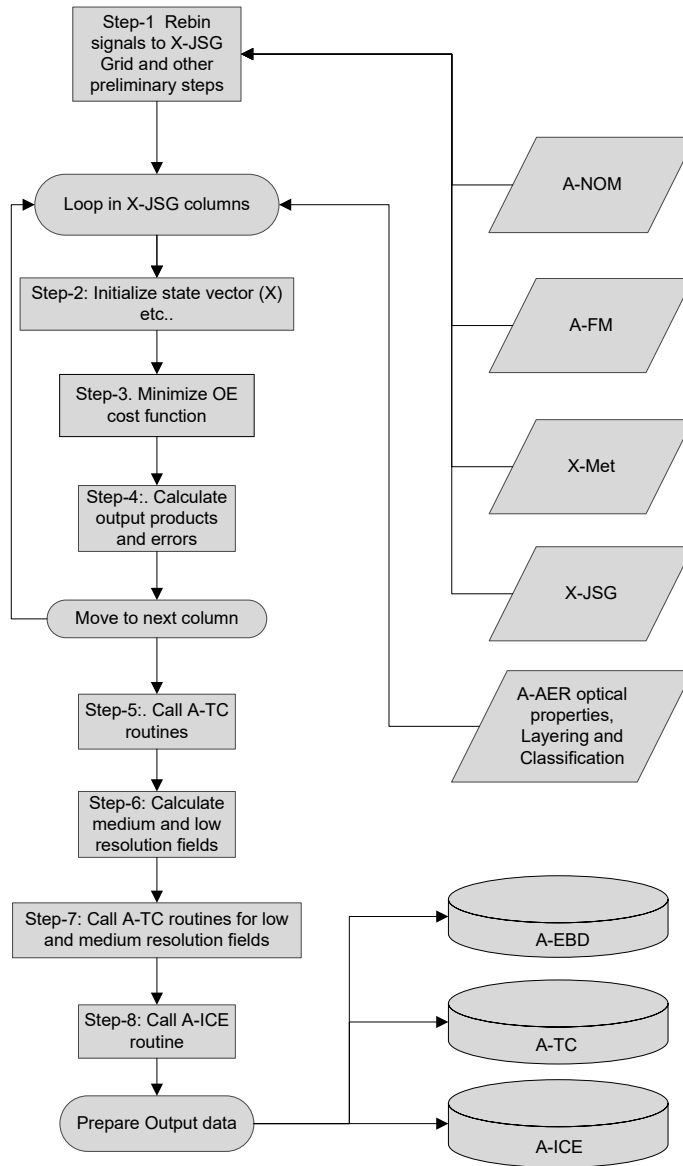 Step-1  Rebin
signals to X-JSG
Grid and other
preliminary steps
A-NOM
Loop in X-JSG columns
Step-2: Initialize state vector (X)
etc..
A-FM
Step-3. Minimize OE
cost function
X-Met
Step-4:. Calculate
output products
and errors
X-JSG
Move to next column
Step-5:. Call A-TC
routines
A-AER optical
properties,
Layering and
Classification
Step-6: Calculate
medium and low
resolution fields
Step-7: Call A-TC routines for low
and medium resolution fields
A-EBD
Step-8: Call A-ICE
routine
A-TC
Prepare Output data
A-ICE